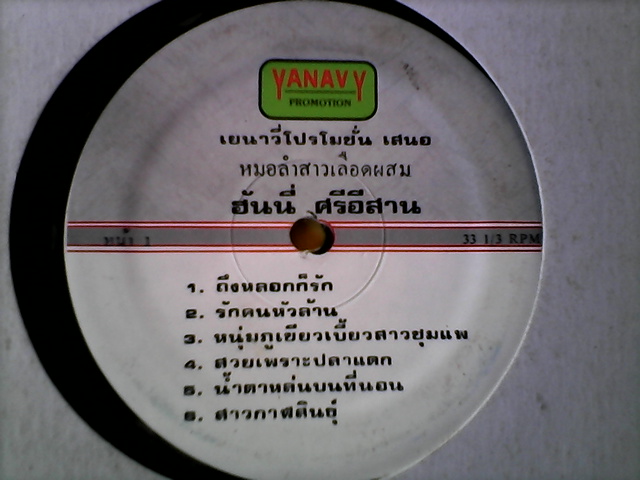 YANAVY
PROMOTION
เยนาวี่โปรโมชั่น เสนอ
หมอลำสาวเลือดผสม
ฮันนี่ ศรีอีสาน
หน้า 1
33 1/3 RPM
1. ถึงหลอกก็รัก
2. รักคนหัวล้าน
3. หนุ่มภูเขียวเบี้ยวสาวชุมแพ
4. สวยเพราะปลาแดก
5. น้ำตาหล่นบนที่นอน
6. สาวกาฬสินธุ์